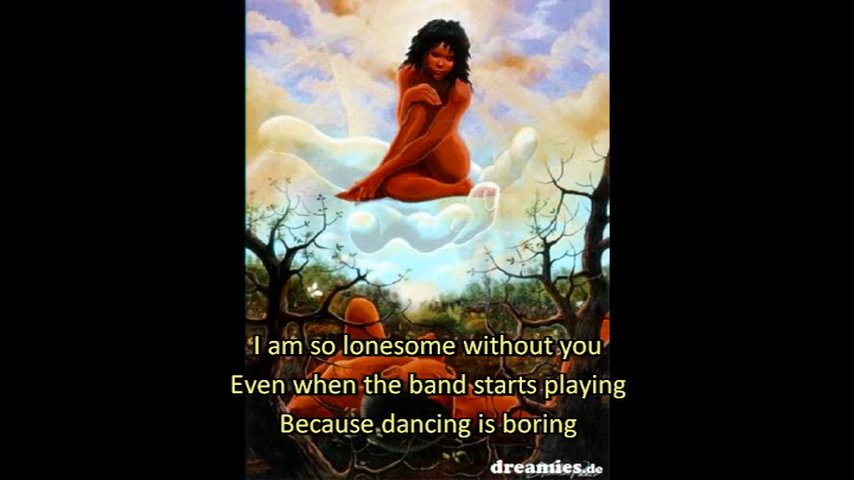 I am so lonesome without you
Even when the band starts playing
Because dancing is boring
dreamies.de